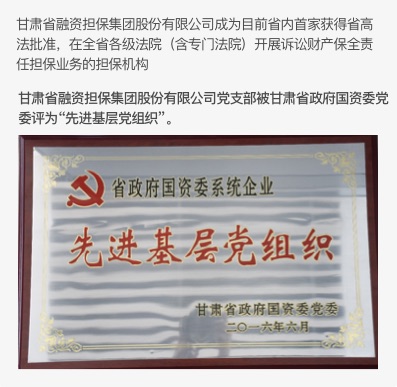 甘肃省融资担保集团股份有限公司成为目前省内首家获得省高
法批准，在全省各级法院（含专门法院）开展诉讼财产保全责
任担保业务的担保机构
甘肃省融资担保集团股份有限公司党支部被甘肃省政府国资委党
委评为“先进基层党组织”。
省政府国资委系统企业
先进基层党组织
甘肃省政府国资委党委
二〇一六年六月